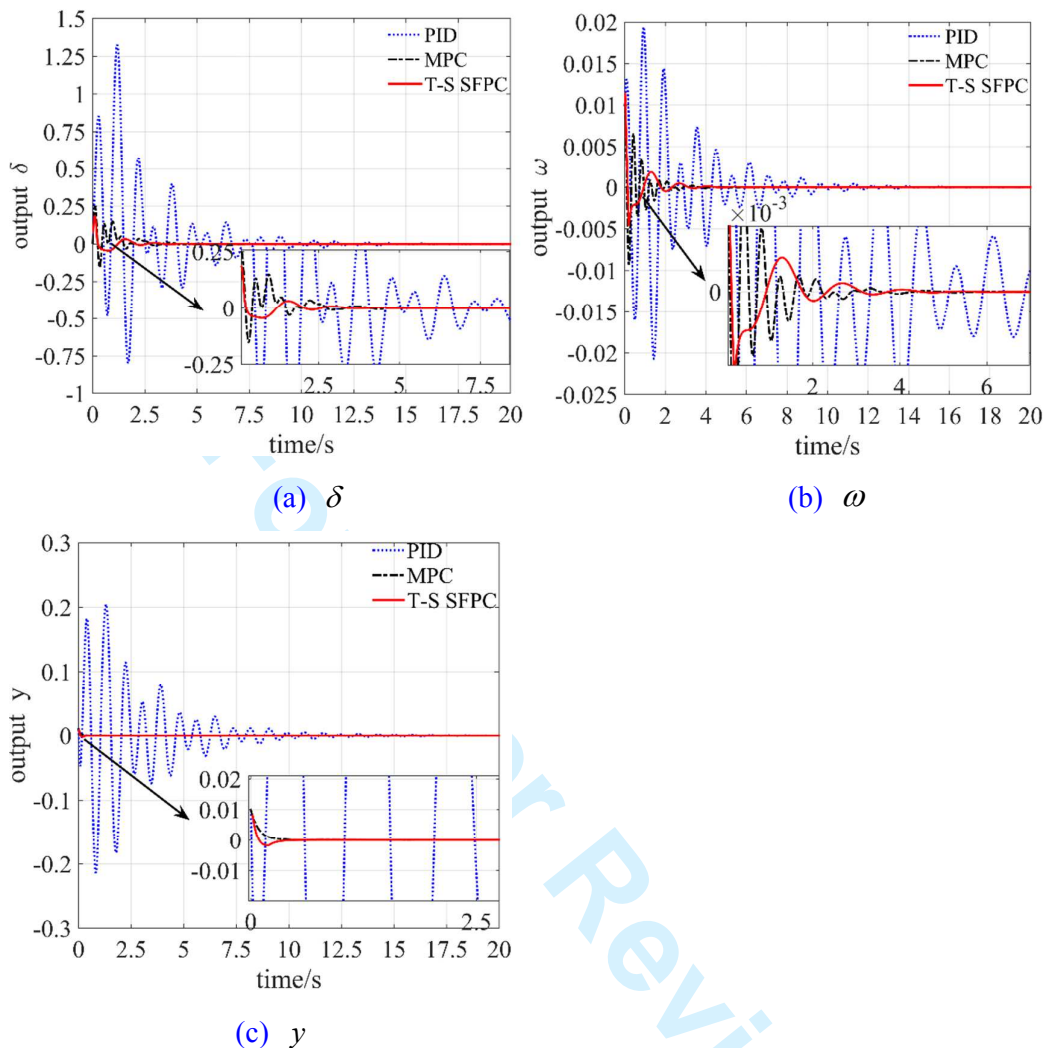 1.5
1.25
1
0.75
0.5
0.25
0
-0.25
-0.5
-0.75
-1
output δ
PID
MPC
T-S SFPC
0.25
0
-0.25
2.5 5 7.5
0 2.5 5 7.5 10 12.5 15 17.5 20
time/s
(a) δ
0.02
0.015
0.01
0.005
0
-0.005
-0.01
-0.015
-0.02
-0.025
output ω
PID
MPC
T-S SFPC
×10⁻³
0
2 4 6
0 2 4 6 8 10 12 14 16 18 20
time/s
(b) ω
0.3
0.2
0.1
0
-0.1
-0.2
-0.3
output y
PID
MPC
T-S SFPC
0.02
0.01
0
-0.01
0 2.5
0 2.5 5 7.5 10 12.5 15 17.5 20
time/s
(c) y
er Revi